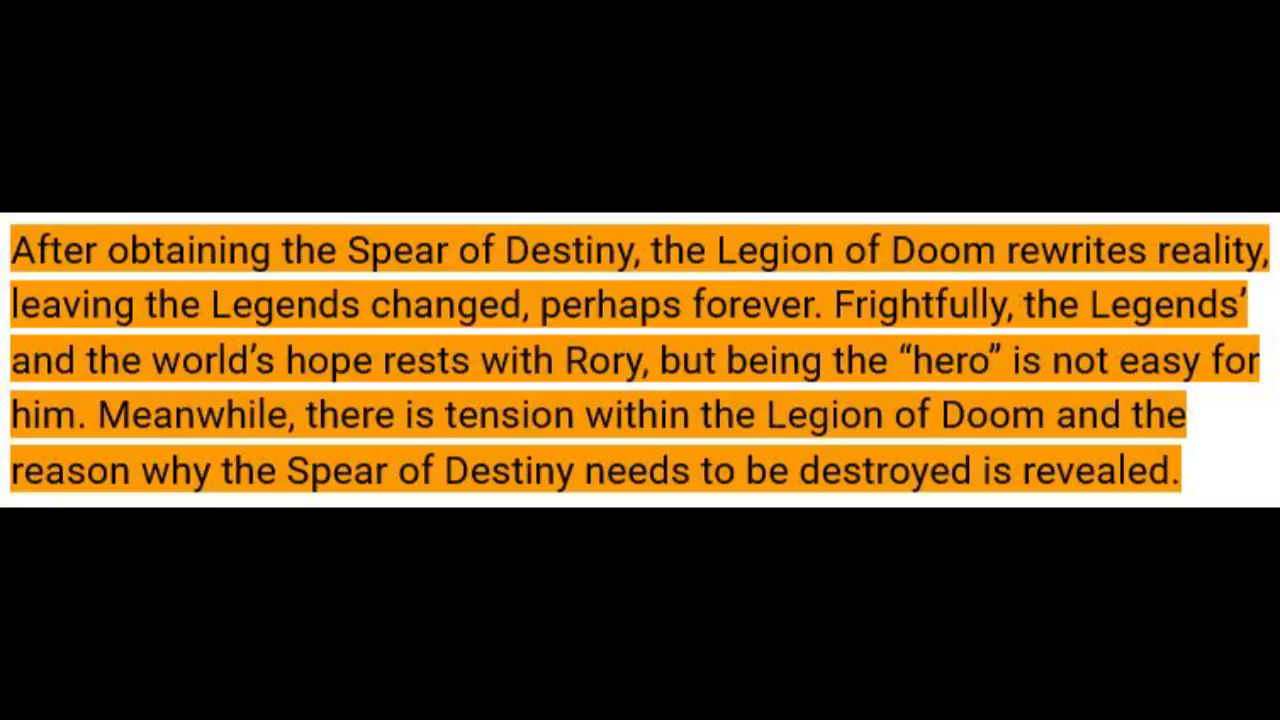 After obtaining the Spear of Destiny, the Legion of Doom rewrites reality,
leaving the Legends changed, perhaps forever. Frightfully, the Legends’
and the world’s hope rests with Rory, but being the “hero” is not easy for
him. Meanwhile, there is tension within the Legion of Doom and the
reason why the Spear of Destiny needs to be destroyed is revealed.